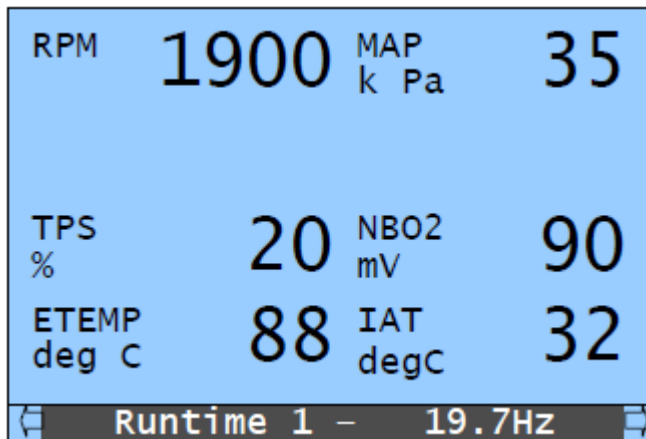 RPM 1900 MAP 35
k Pa
TPS 20 NBO2 90
% mV
ETEMP 88 IAT 32
deg C degC
Runtime 1 – 19.7Hz